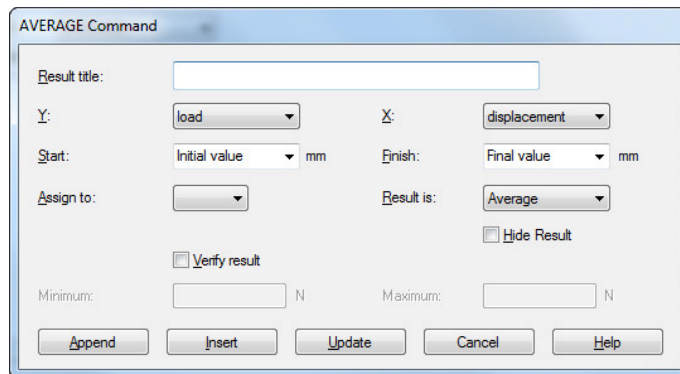 AVERAGE Command
Result title:
Y: load X: displacement
Start: Initial value mm Finish: Final value mm
Assign to: Result is: Average
Hide Result
Verify result
Minimum: N Maximum: N
Append Insert Update Cancel Help